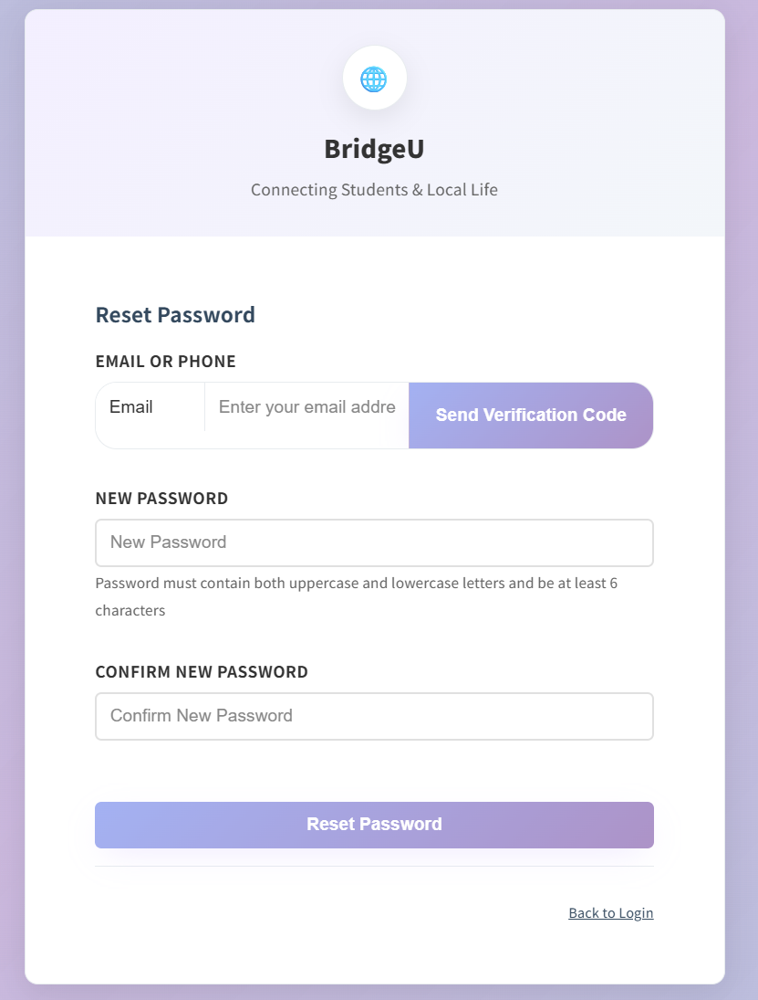 BridgeU
Connecting Students & Local Life
Reset Password
EMAIL OR PHONE
Email
Enter your email addre
Send Verification Code
NEW PASSWORD
New Password
Password must contain both uppercase and lowercase letters and be at least 6
characters
CONFIRM NEW PASSWORD
Confirm New Password
Reset Password
Back to Login